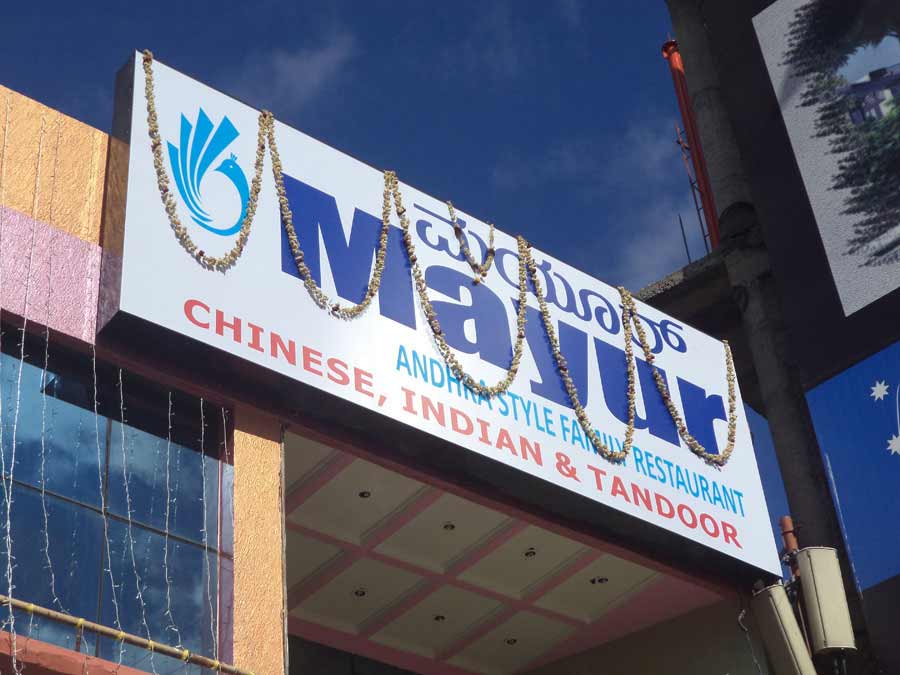 ಮಯೂರ್
Mayur
ANDHRA STYLE FAMILY RESTAURANT
CHINESE, INDIAN & TANDOOR